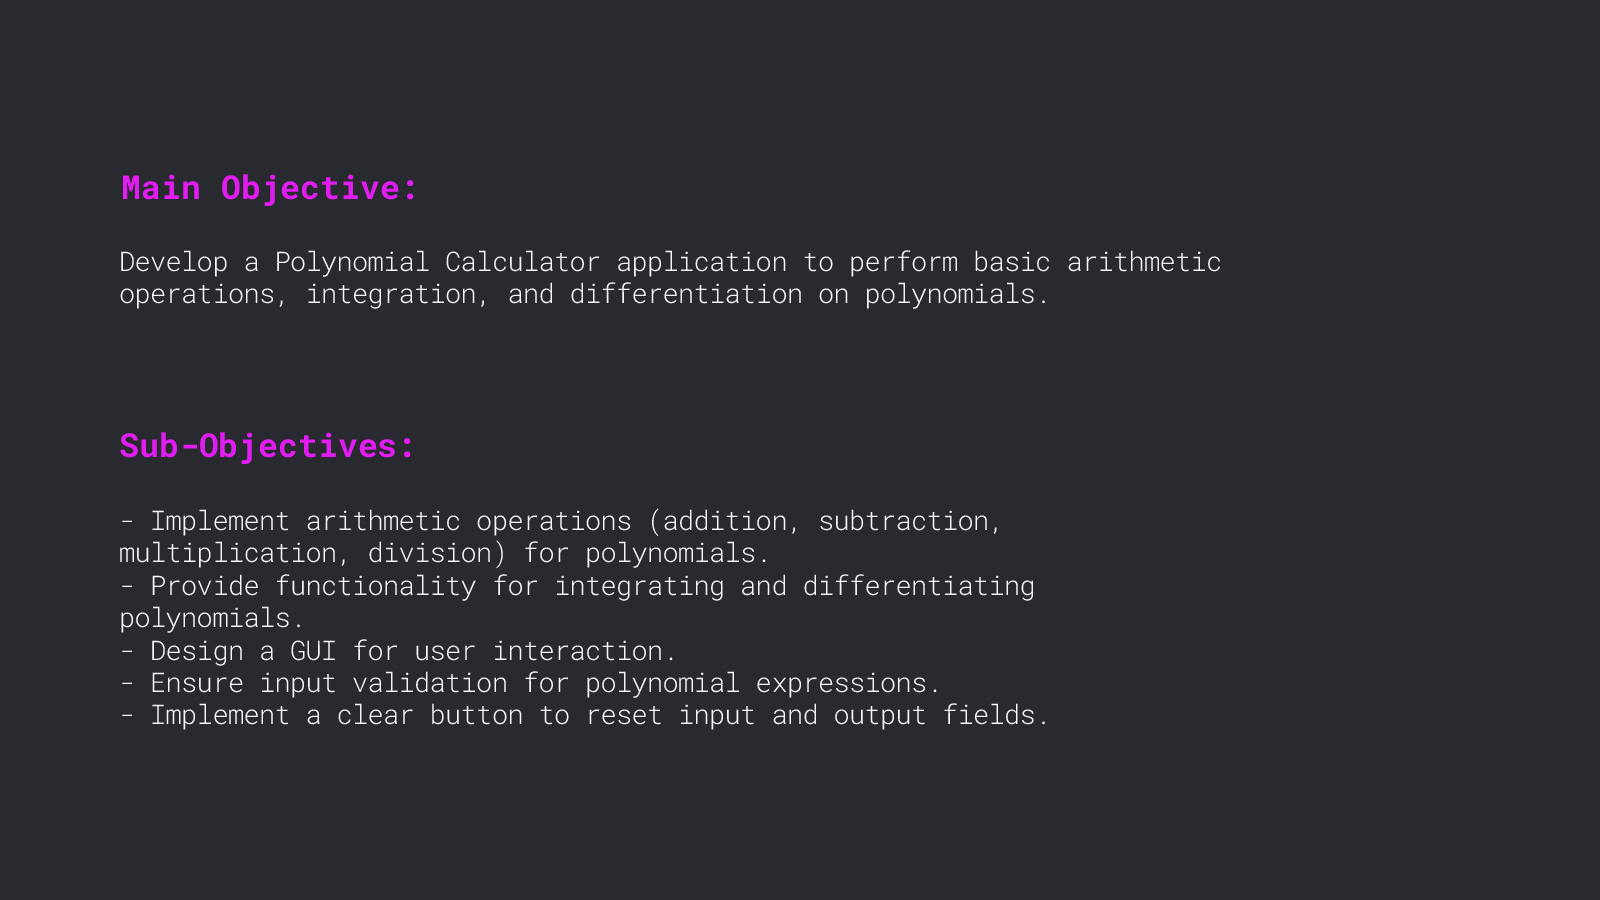 Main Objective:
Develop a Polynomial Calculator application to perform basic arithmetic
operations, integration, and differentiation on polynomials.
Sub-Objectives:
- Implement arithmetic operations (addition, subtraction,
multiplication, division) for polynomials.
- Provide functionality for integrating and differentiating
polynomials.
- Design a GUI for user interaction.
- Ensure input validation for polynomial expressions.
- Implement a clear button to reset input and output fields.